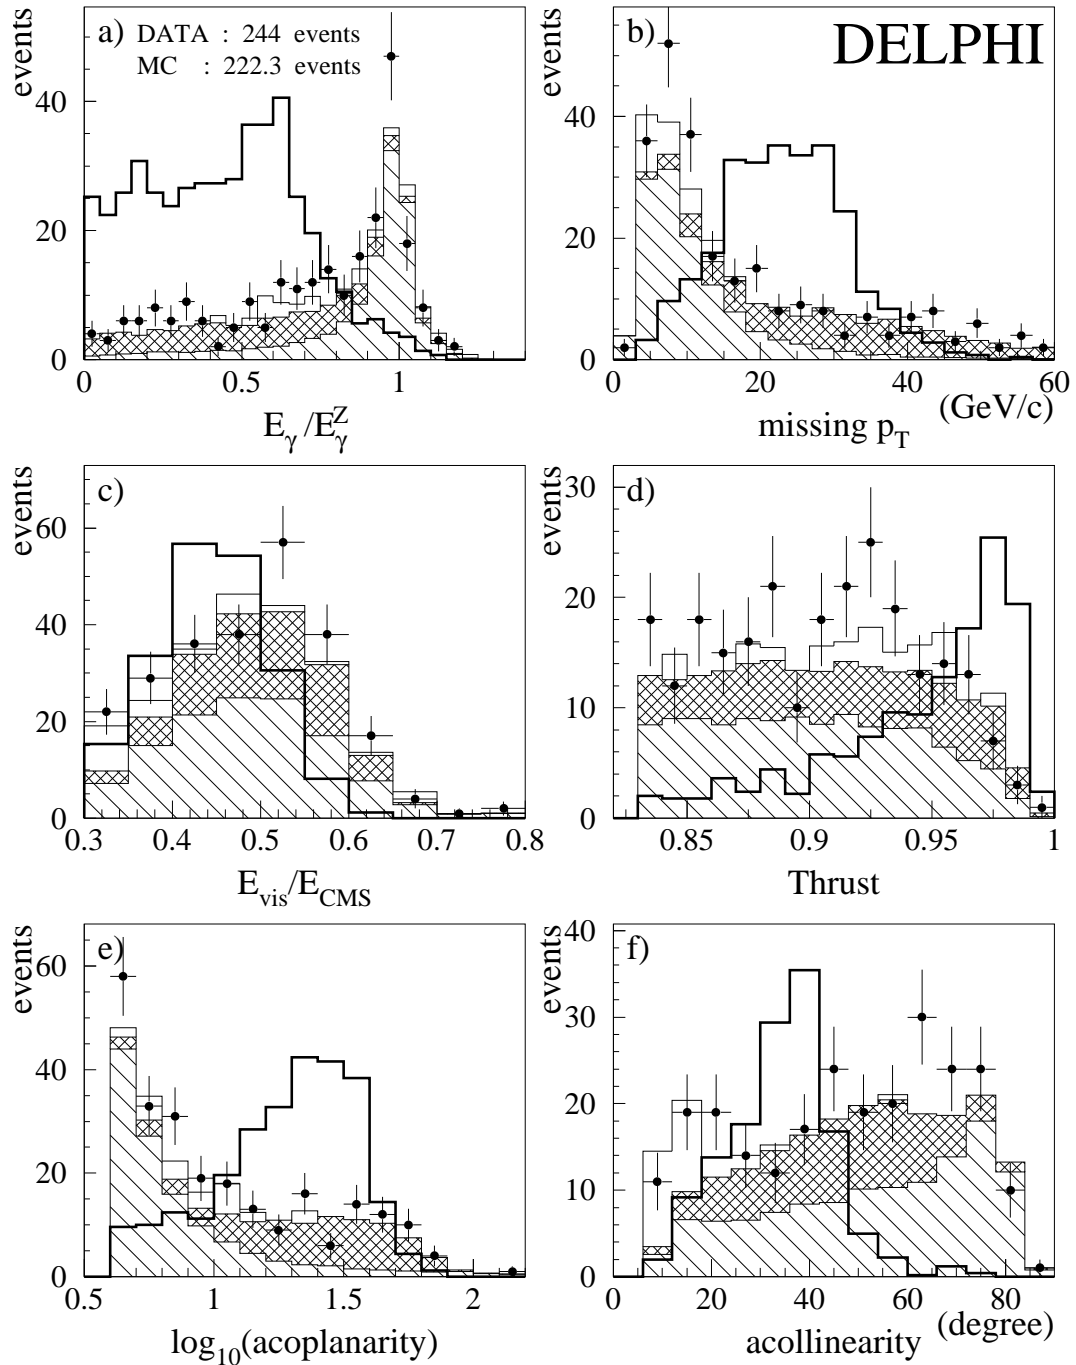 a)
DATA : 244 events
MC : 222.3 events
events
40
20
0
0 0.5 1
E_γ/E_γ^Z
b)
DELPHI
events
40
20
0
0 20 40 60
(GeV/c)
missing p_T
c)
events
60
40
20
0
0.3 0.4 0.5 0.6 0.7 0.8
E_vis/E_CMS
d)
events
30
20
10
0
0.85 0.9 0.95 1
Thrust
e)
events
60
40
20
0
0.5 1 1.5 2
log_10(acoplanarity)
f)
events
40
30
20
10
0
0 20 40 60 80
(degree)
acollinearity